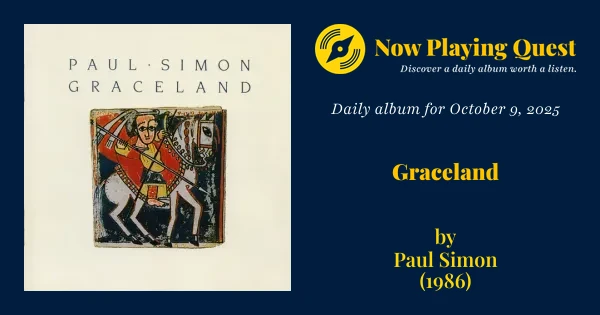 PAUL · SIMON
GRACELAND
Now Playing Quest
Discover a daily album worth a listen.
Daily album for October 9, 2025
Graceland
by
Paul Simon
(1986)